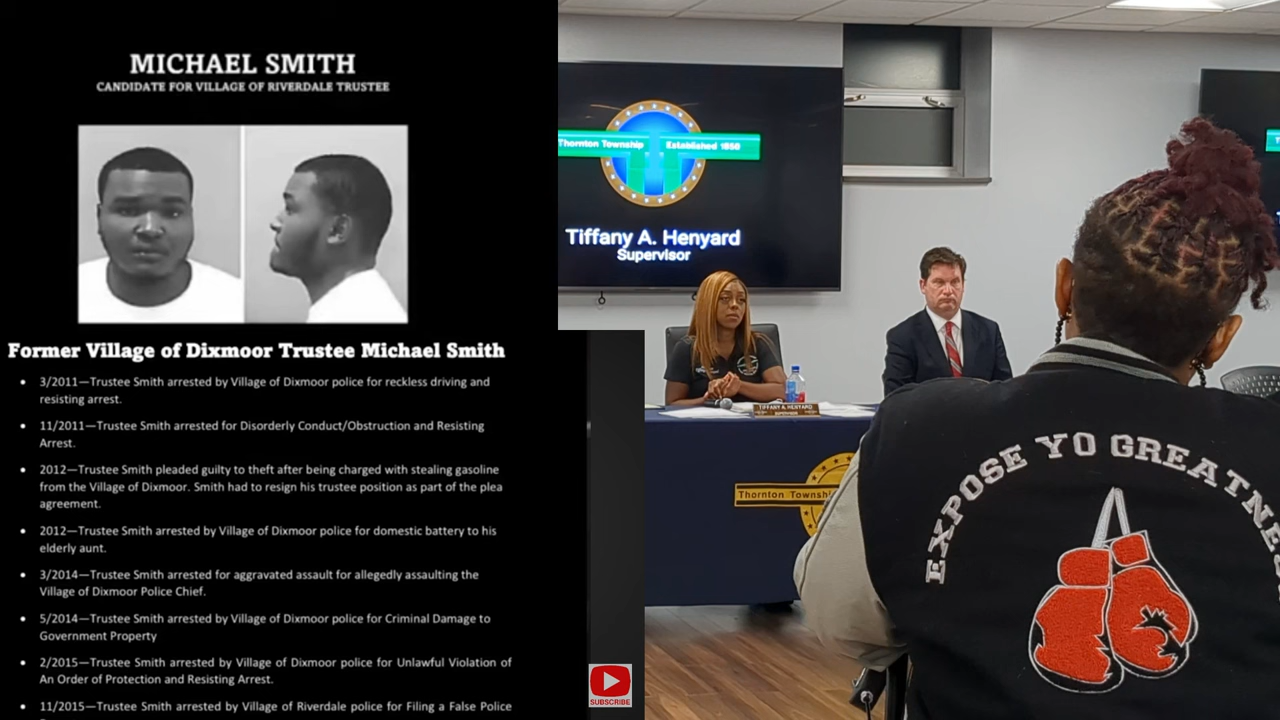 MICHAEL SMITH
CANDIDATE FOR VILLAGE OF RIVERDALE TRUSTEE
Former Village of Dixmoor Trustee Michael Smith
• 3/2011—Trustee Smith arrested by Village of Dixmoor police for reckless driving and
resisting arrest.
• 11/2011—Trustee Smith arrested for Disorderly Conduct/Obstruction and Resisting
Arrest.
• 2012—Trustee Smith pleaded guilty to theft after being charged with stealing gasoline
from the Village of Dixmoor. Smith had to resign his trustee position as part of the plea
agreement.
• 2012—Trustee Smith arrested by Village of Dixmoor police for domestic battery to his
elderly aunt.
• 3/2014—Trustee Smith arrested for aggravated assault for allegedly assaulting the
Village of Dixmoor Police Chief.
• 5/2014—Trustee Smith arrested by Village of Dixmoor police for Criminal Damage to
Government Property
• 2/2015—Trustee Smith arrested by Village of Dixmoor police for Unlawful Violation of
An Order of Protection and Resisting Arrest.
• 11/2015—Trustee Smith arrested by Village of Riverdale police for Filing a False Police
SUBSCRIBE
Thornton Township Established 1850
Tiffany A. Henyard
Supervisor
TIFFANY A. HENYARD
SUPERVISOR
Thornton Township
EXPOSE YO GREATNES